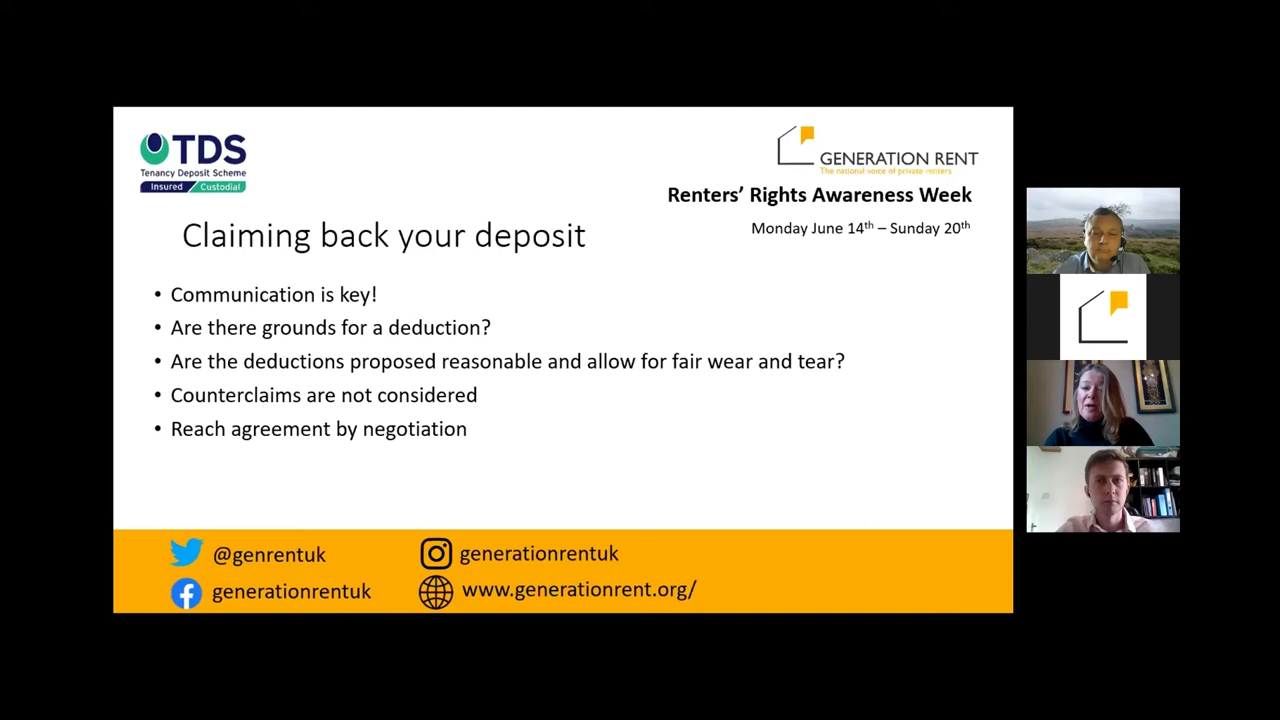 TDS
Tenancy Deposit Scheme
Insured Custodial
GENERATION RENT
The national voice of private renters
Renters' Rights Awareness Week
Monday June 14th – Sunday 20th
Claiming back your deposit
• Communication is key!
• Are there grounds for a deduction?
• Are the deductions proposed reasonable and allow for fair wear and tear?
• Counterclaims are not considered
• Reach agreement by negotiation
@genrentuk
generationrentuk
generationrentuk
www.generationrent.org/